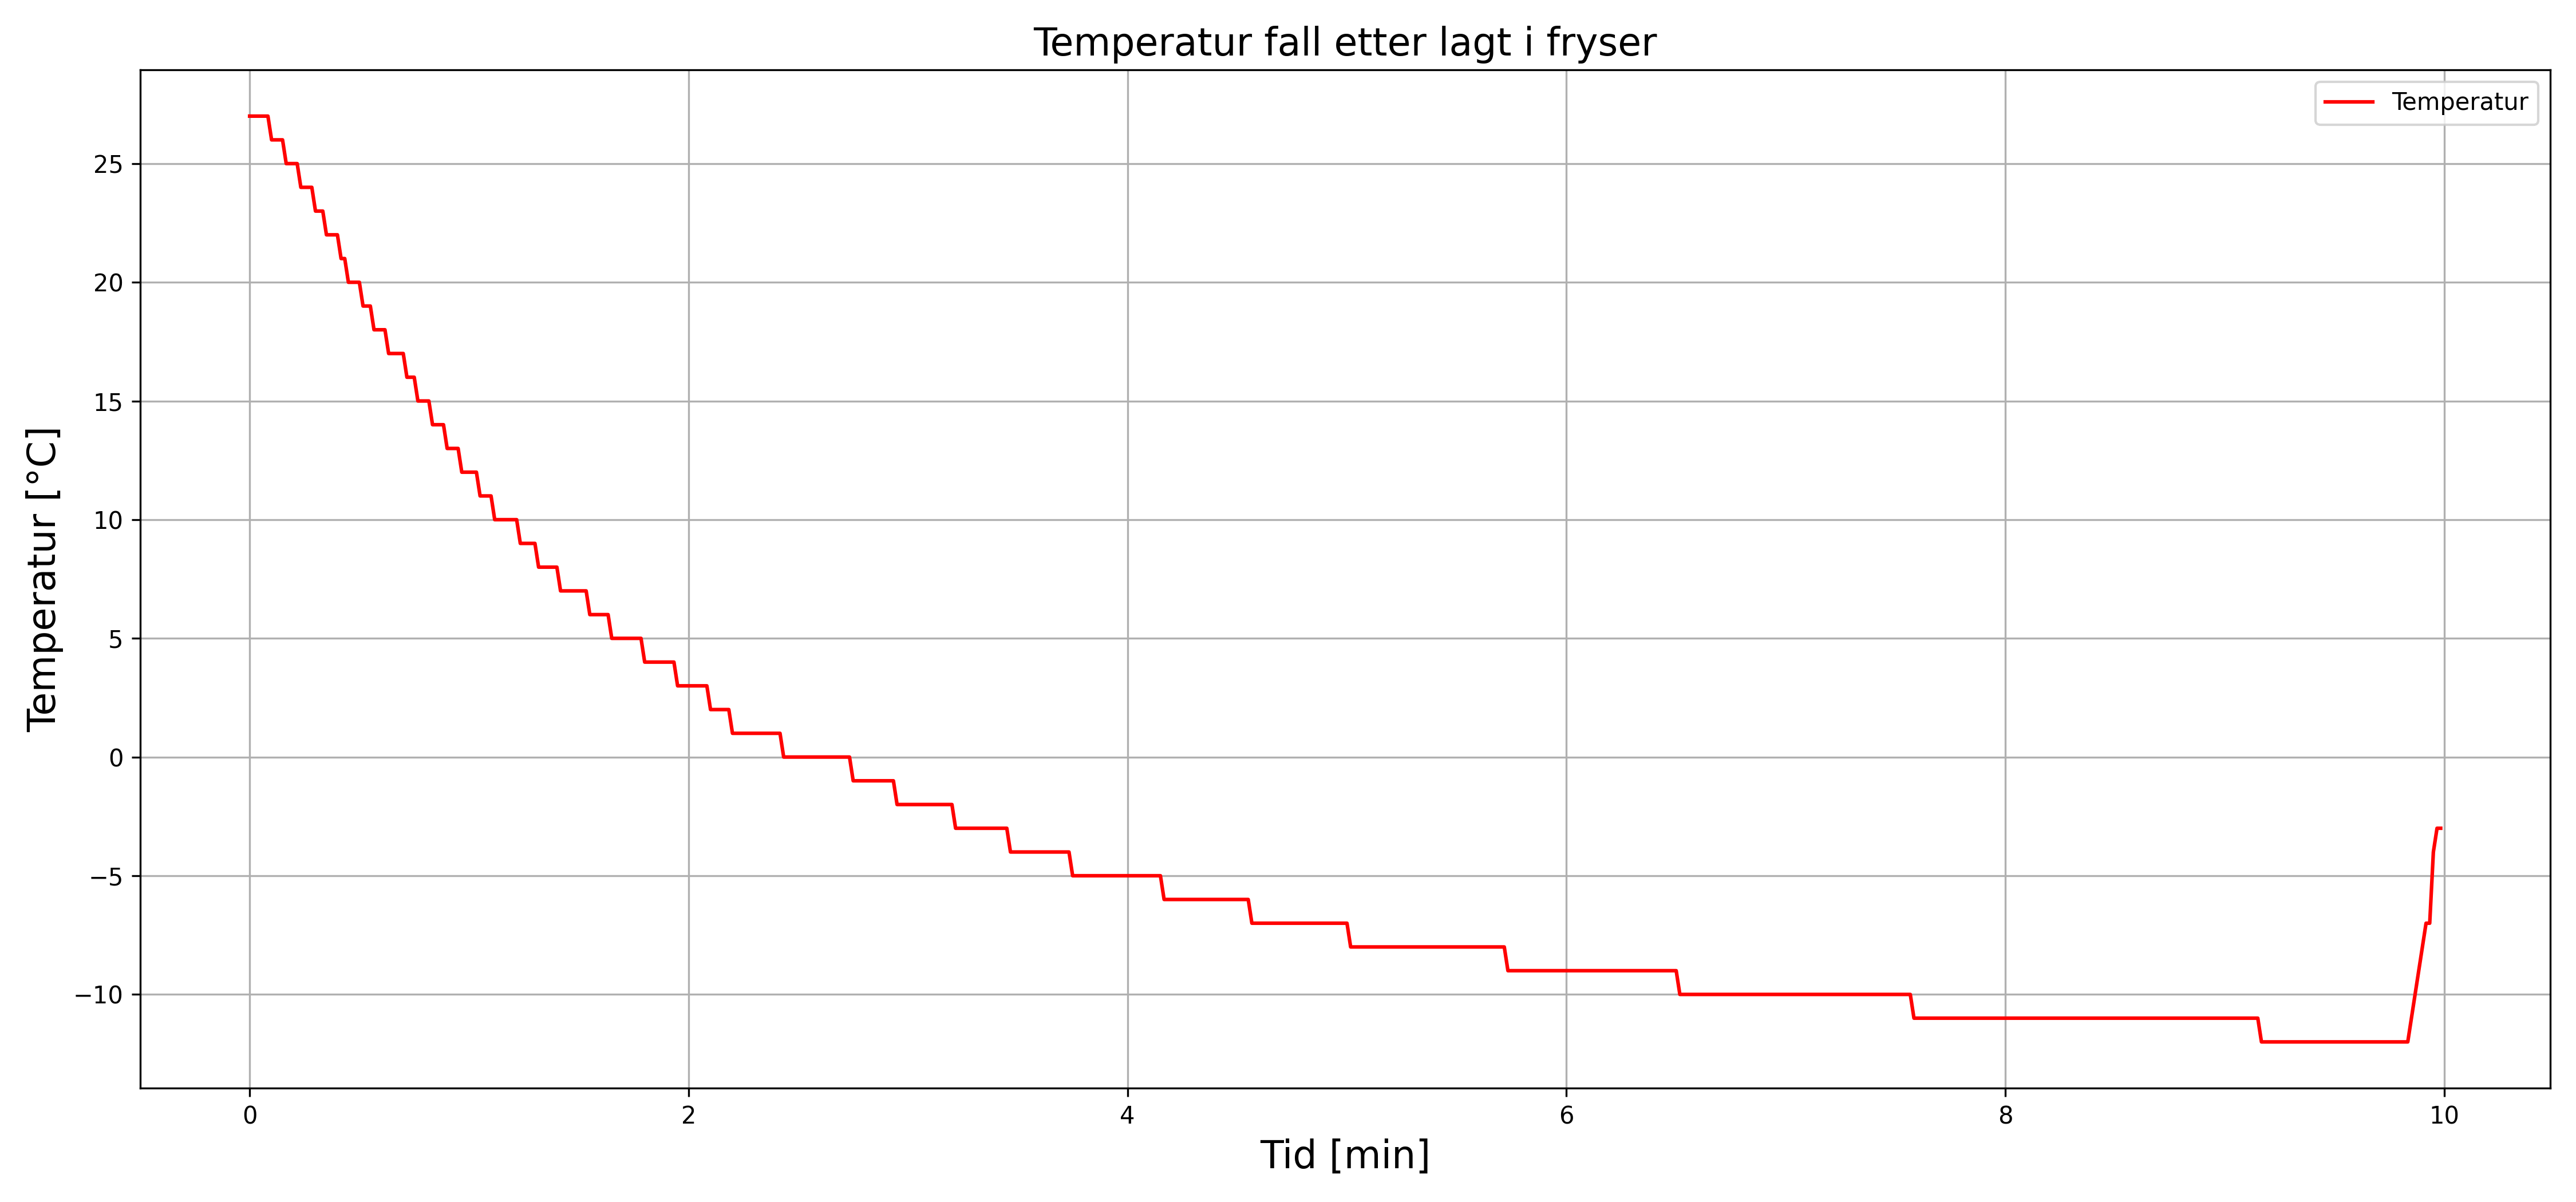 Temperatur fall etter lagt i fryser
Temperatur
25
20
15
10
5
0
−5
−10
Temperatur [°C]
0 2 4 6 8 10
Tid [min]